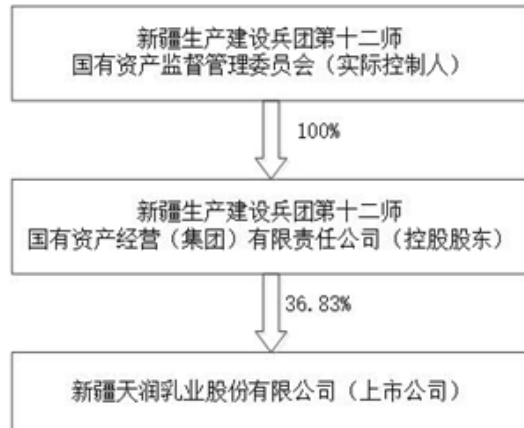 新疆生产建设兵团第十二师
国有资产监督管理委员会（实际控制人）
100%
新疆生产建设兵团第十二师
国有资产经营（集团）有限责任公司（控股股东）
36.83%
新疆天润乳业股份有限公司（上市公司）